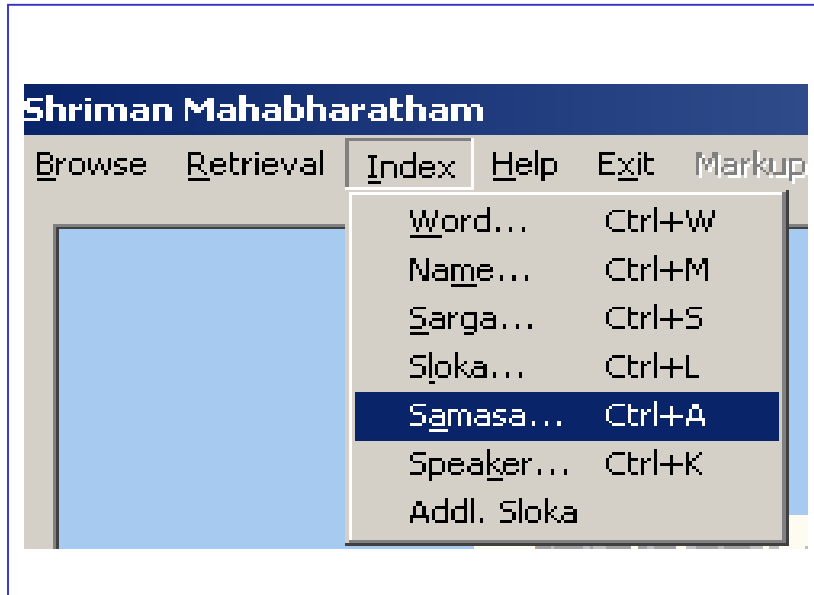 Shriman Mahabharatham
Browse Retrieval Index Help Exit Markup
Word... Ctrl+W
Name... Ctrl+M
Sarga... Ctrl+S
Sloka... Ctrl+L
Samasa... Ctrl+A
Speaker... Ctrl+K
Addl. Sloka